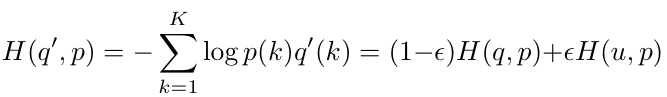 $H(q', p) = -\sum_{k=1}^{K} \log p(k) q'(k) = (1-\epsilon)H(q, p) + \epsilon H(u, p)$